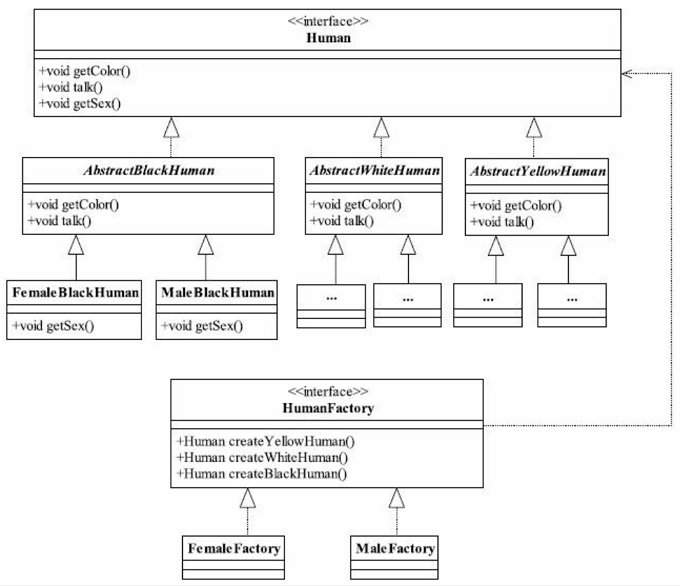 <<interface>>
Human
+void getColor()
+void talk()
+void getSex()
AbstractBlackHuman
+void getColor()
+void talk()
AbstractWhiteHuman
+void getColor()
+void talk()
AbstractYellowHuman
+void getColor()
+void talk()
FemaleBlackHuman
+void getSex()
MaleBlackHuman
+void getSex()
...
...
...
...
<<interface>>
HumanFactory
+Human createYellowHuman()
+Human createWhiteHuman()
+Human createBlackHuman()
FemaleFactory
MaleFactory